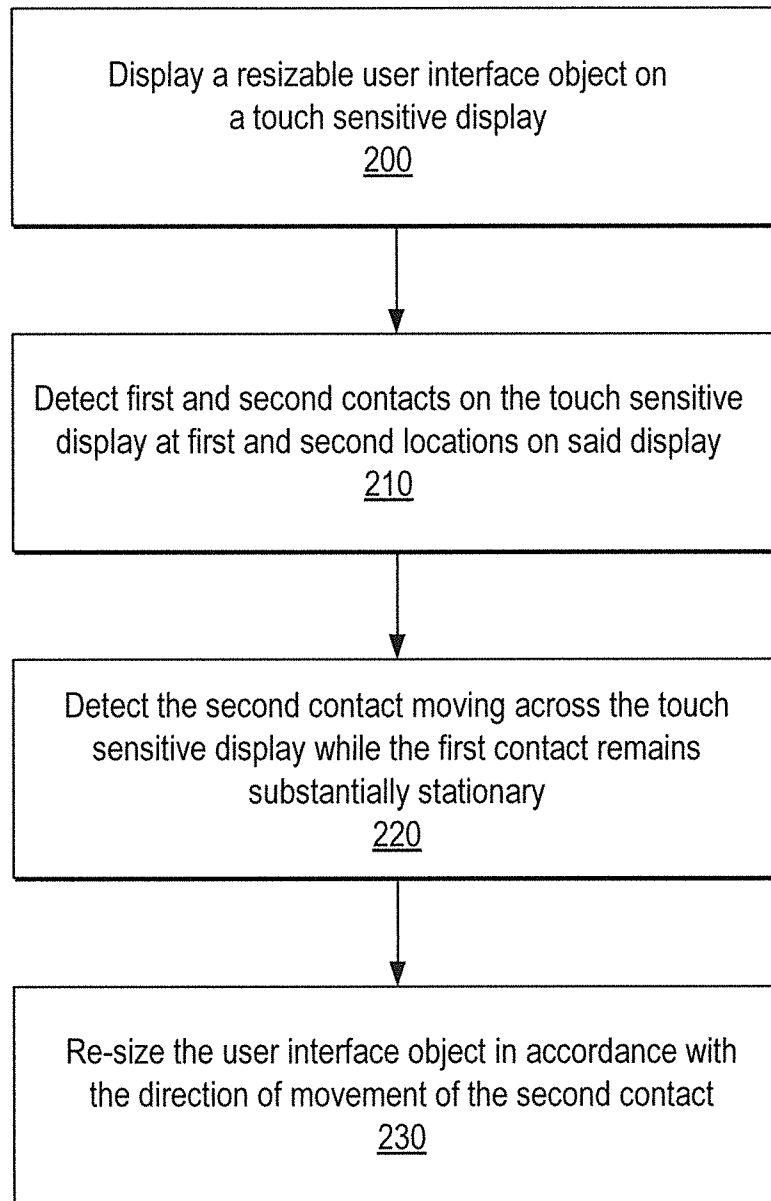 Display a resizable user interface object on
a touch sensitive display
200
Detect first and second contacts on the touch sensitive
display at first and second locations on said display
210
Detect the second contact moving across the touch
sensitive display while the first contact remains
substantially stationary
220
Re-size the user interface object in accordance with
the direction of movement of the second contact
230